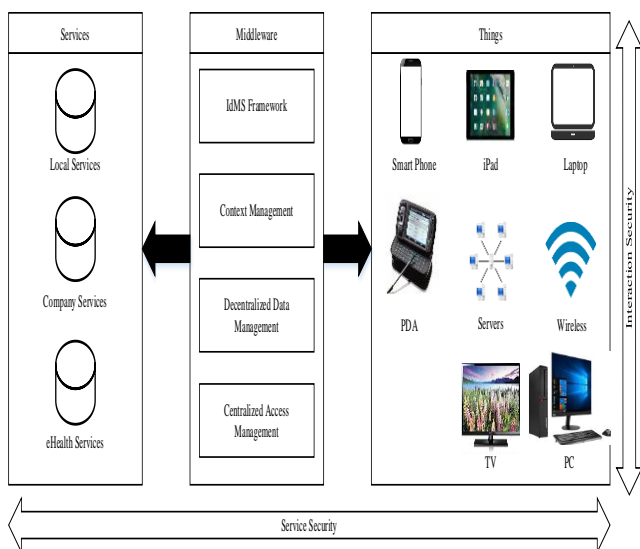 Services
Middleware
Things
Local Services
Company Services
eHealth Services
IdMS Framework
Context Management
Decentralized Data
Management
Centralized Access
Management
Smart Phone
iPad
Laptop
PDA
Servers
Wireless
TV
PC
Interaction Security
Service Security